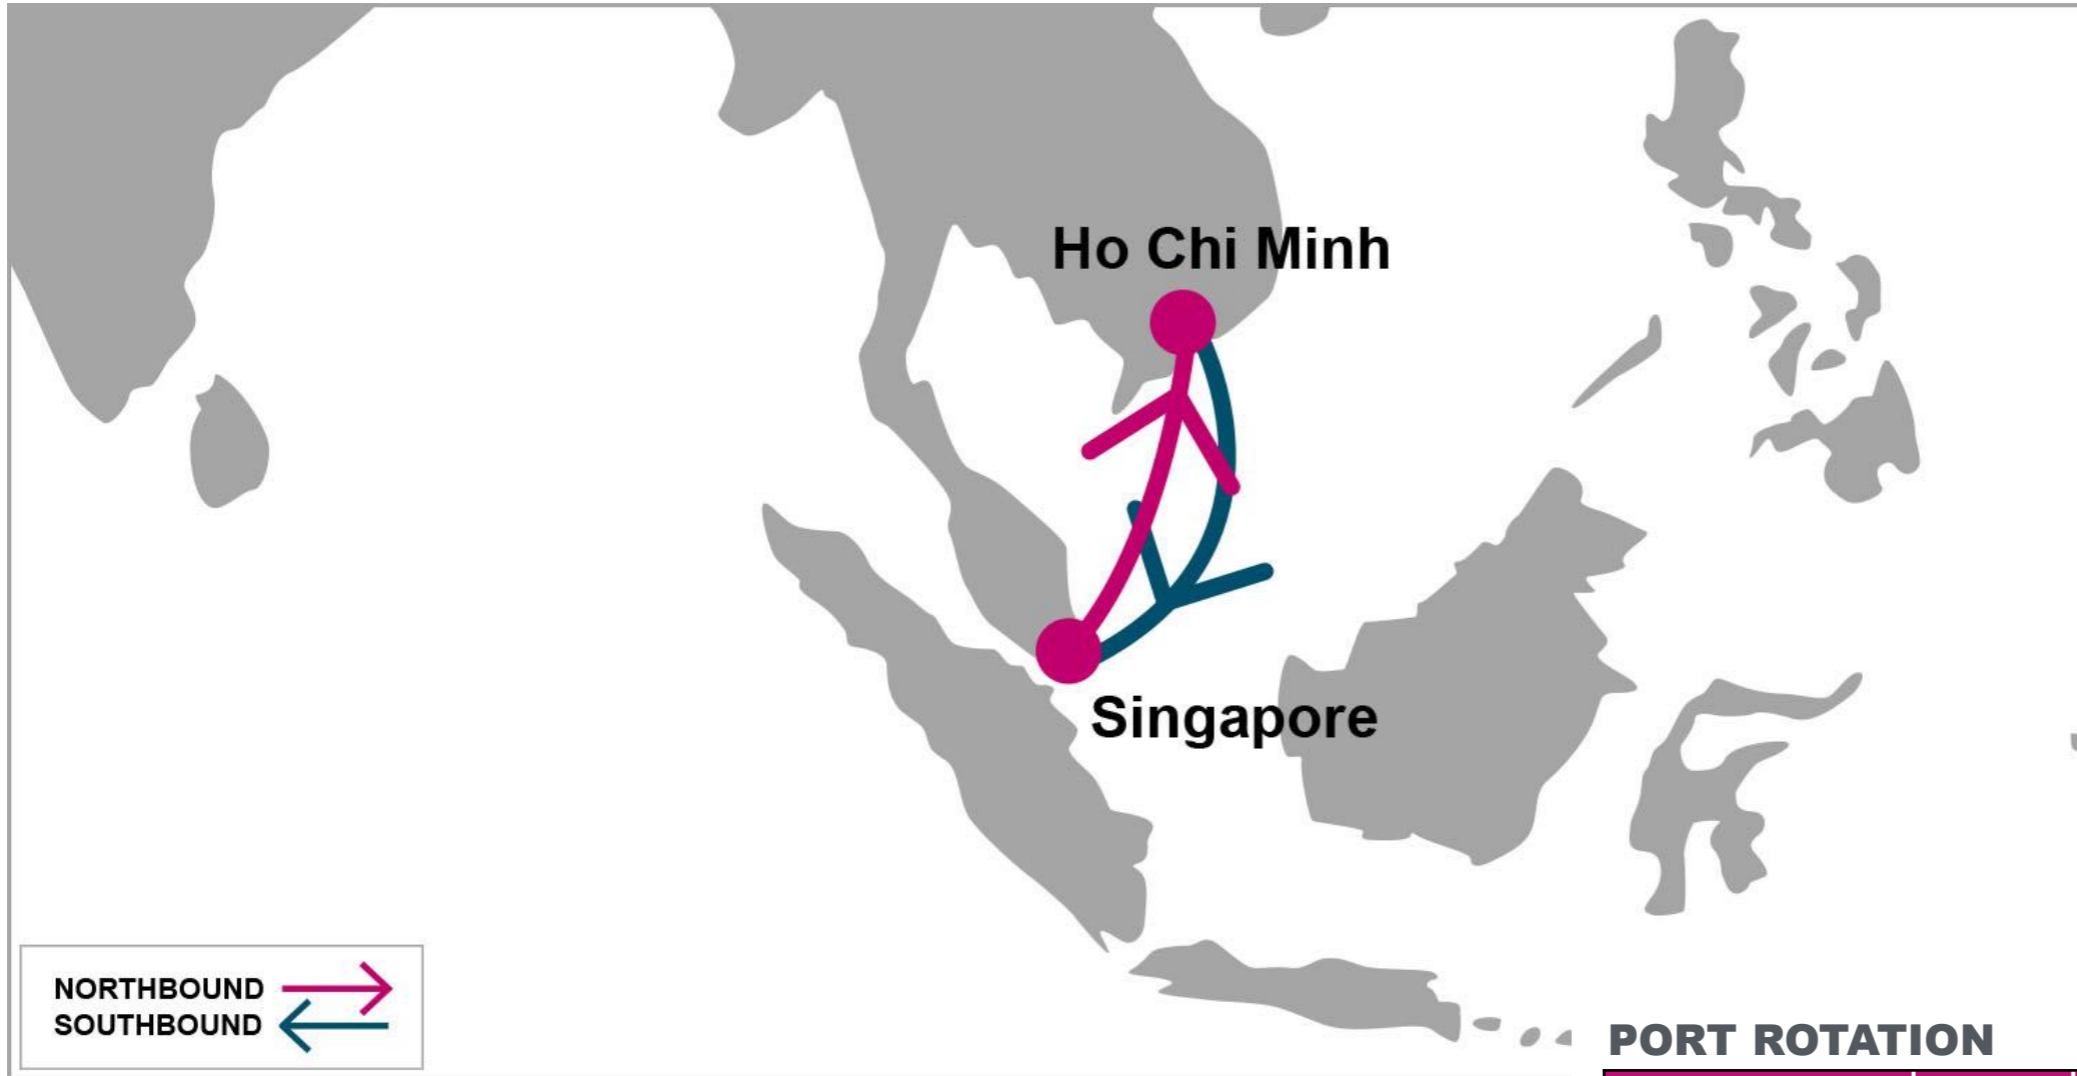 Ho Chi Minh
Singapore
NORTHBOUND
SOUTHBOUND
PORT ROTATION